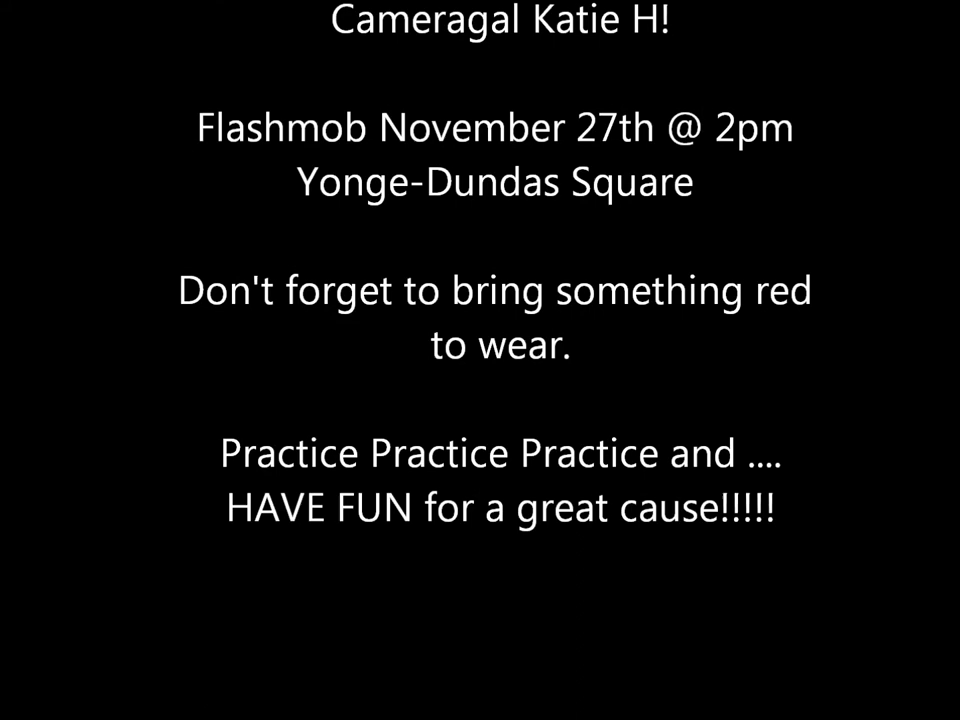 Cameragal Katie H!
Flashmob November 27th @ 2pm
Yonge-Dundas Square
Don't forget to bring something red
to wear.
Practice Practice Practice and ....
HAVE FUN for a great cause!!!!!